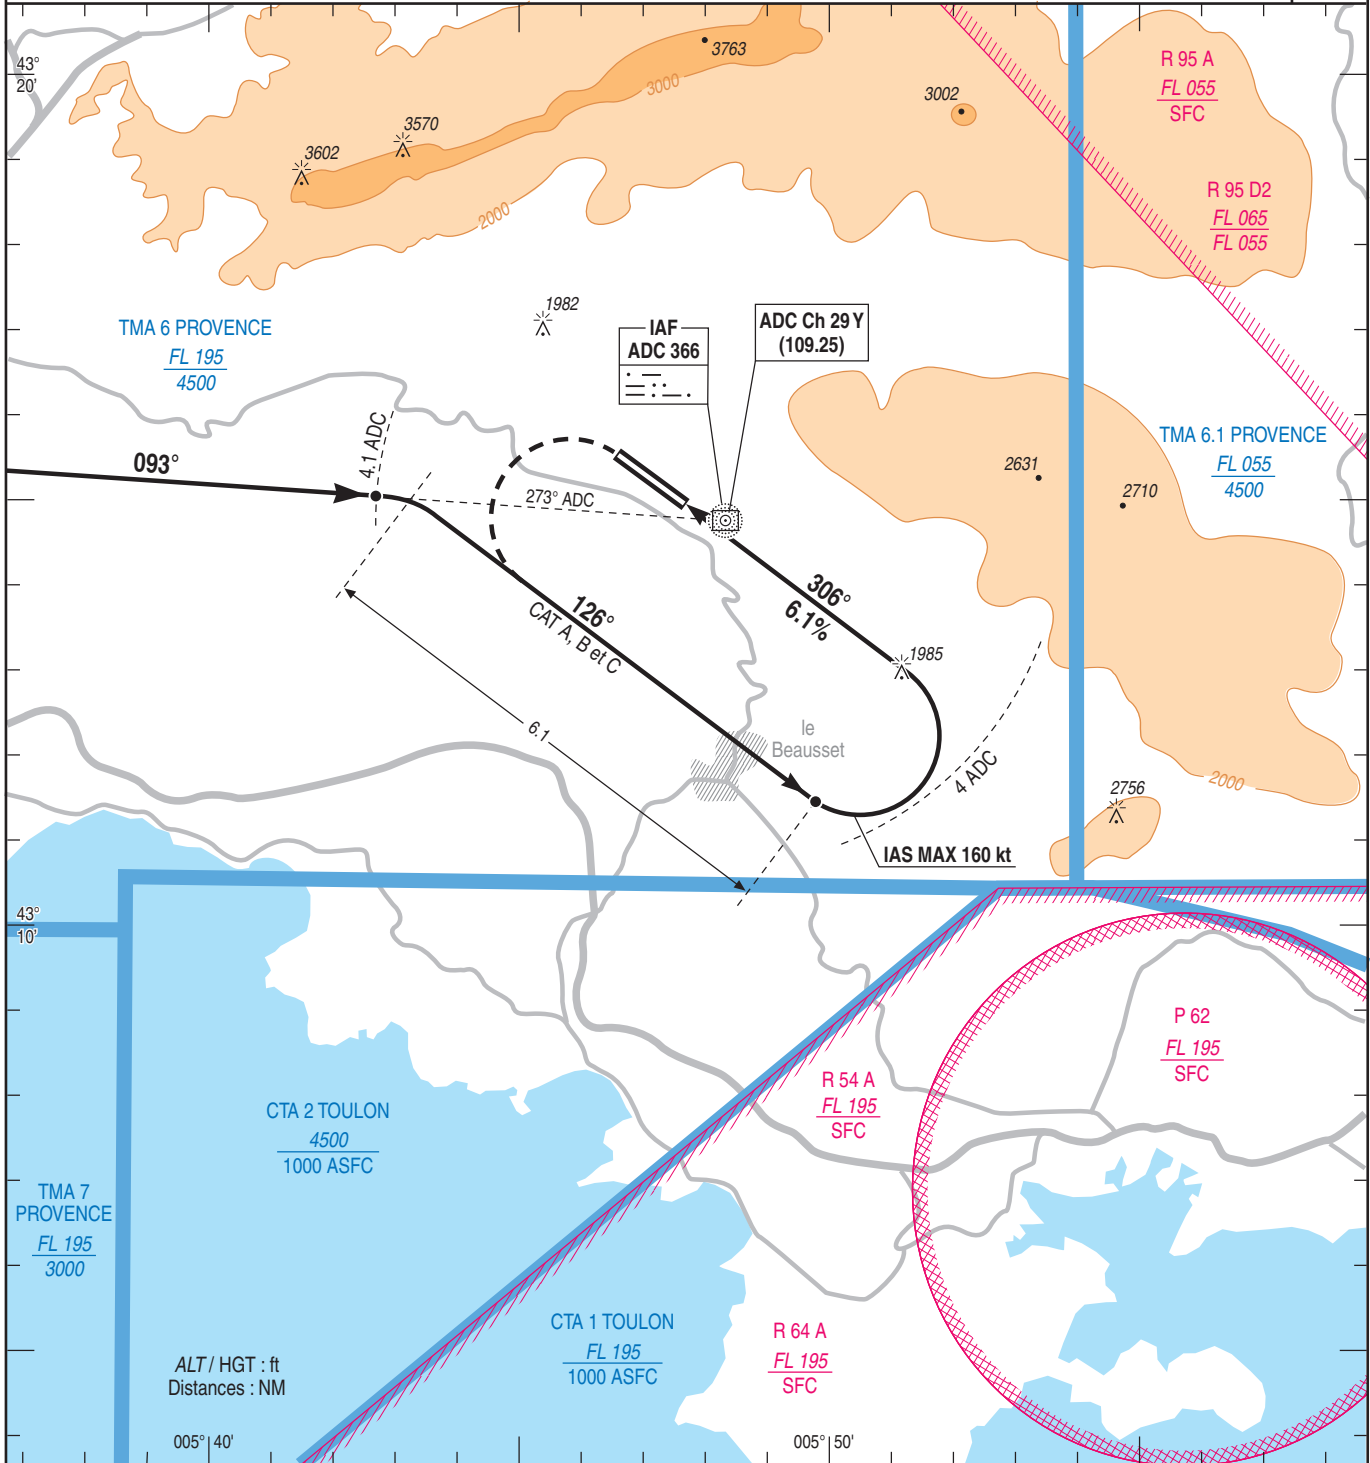 43°
20'
3763
3000
3002
R 95 A
FL 055
SFC
3570
3602
R 95 D2
FL 065
FL 055
2000
1982
TMA 6 PROVENCE
FL 195
4500
IAF
ADC 366
ADC Ch 29 Y
(109.25)
4.1 ADC
093°
273° ADC
TMA 6.1 PROVENCE
FL 055
4500
2631
2710
306°
6.1%
126°
CAT A, B et C
1985
6.1
le
Beausset
4 ADC
2000
2756
IAS MAX 160 kt
43°
10'
P 62
FL 195
SFC
R 54 A
FL 195
SFC
CTA 2 TOULON
4500
1000 ASFC
TMA 7
PROVENCE
FL 195
3000
CTA 1 TOULON
FL 195
1000 ASFC
R 64 A
FL 195
SFC
ALT / HGT : ft
Distances : NM
005° 40'
005° 50'